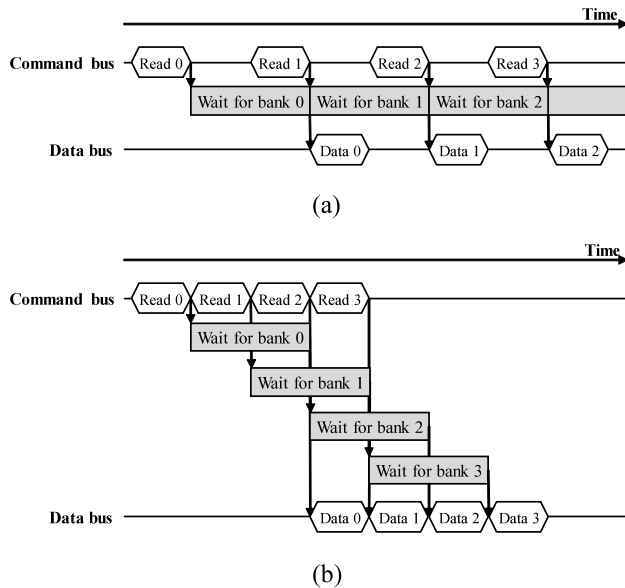 Time
Command bus Read 0 Read 1 Read 2 Read 3
Wait for bank 0 Wait for bank 1 Wait for bank 2
Data bus Data 0 Data 1 Data 2
(a)
Time
Command bus Read 0 Read 1 Read 2 Read 3
Wait for bank 0
Wait for bank 1
Wait for bank 2
Wait for bank 3
Data bus Data 0 Data 1 Data 2 Data 3
(b)